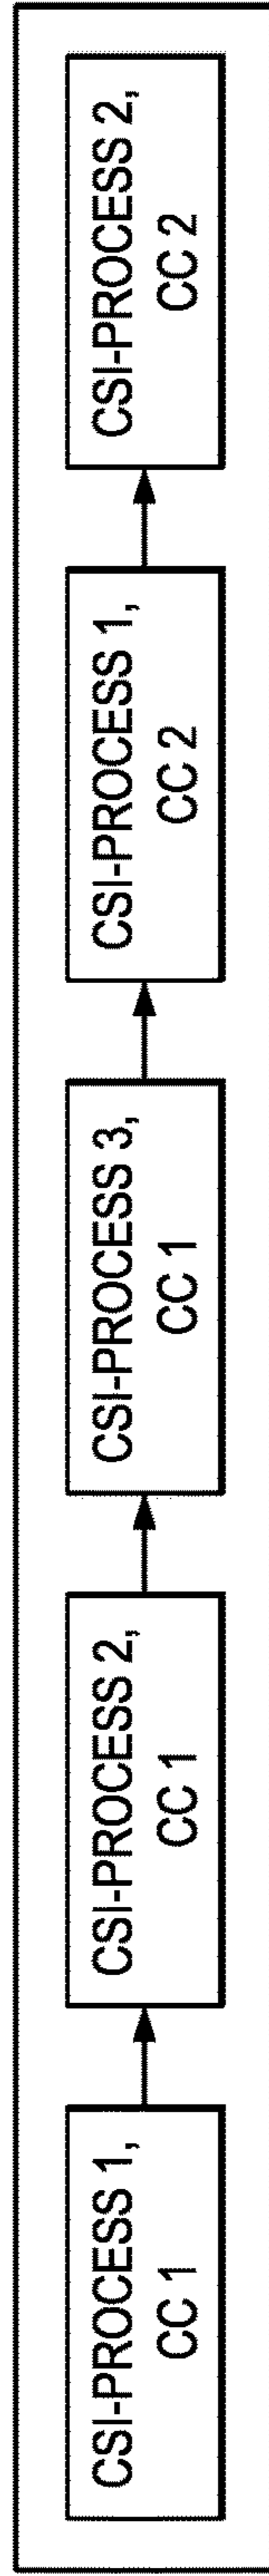 CSI-PROCESS 1,
CC 1
CSI-PROCESS 2,
CC 1
CSI-PROCESS 3,
CC 1
CSI-PROCESS 1,
CC 2
CSI-PROCESS 2,
CC 2